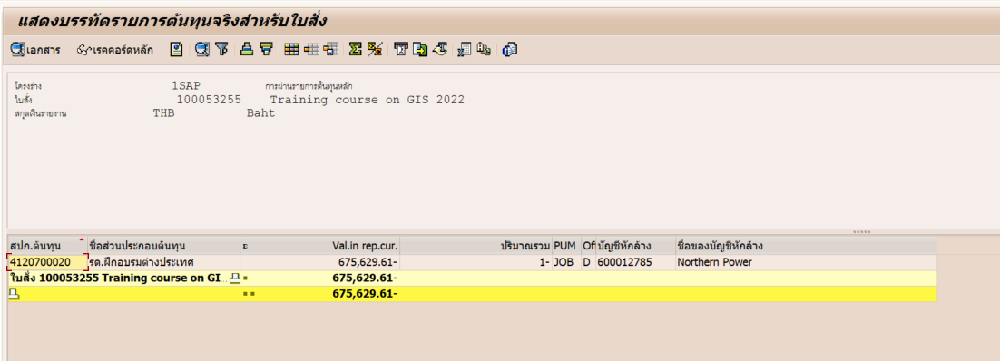 แสดงบรรทัดรายการต้นทุนจริงสำหรับใบสั่ง
เอกสาร เรคคอร์ดหลัก
โครงร่าง 1SAP การผ่านรายการต้นทุนหลัก
ใบสั่ง 100053255 Training course on GIS 2022
สกุลเงินรายงาน THB Baht
สปก.ต้นทุน ชื่อส่วนประกอบต้นทุน Σ Val.in rep.cur. ปริมาณรวม PUM Of บัญชีหักล้าง ชื่อของบัญชีหักล้าง
4120700020 รด.ฝึกอบรมต่างประเทศ 675,629.61- 1- JOB D 600012785 Northern Power
ใบสั่ง 100053255 Training course on GI... 675,629.61-
675,629.61-